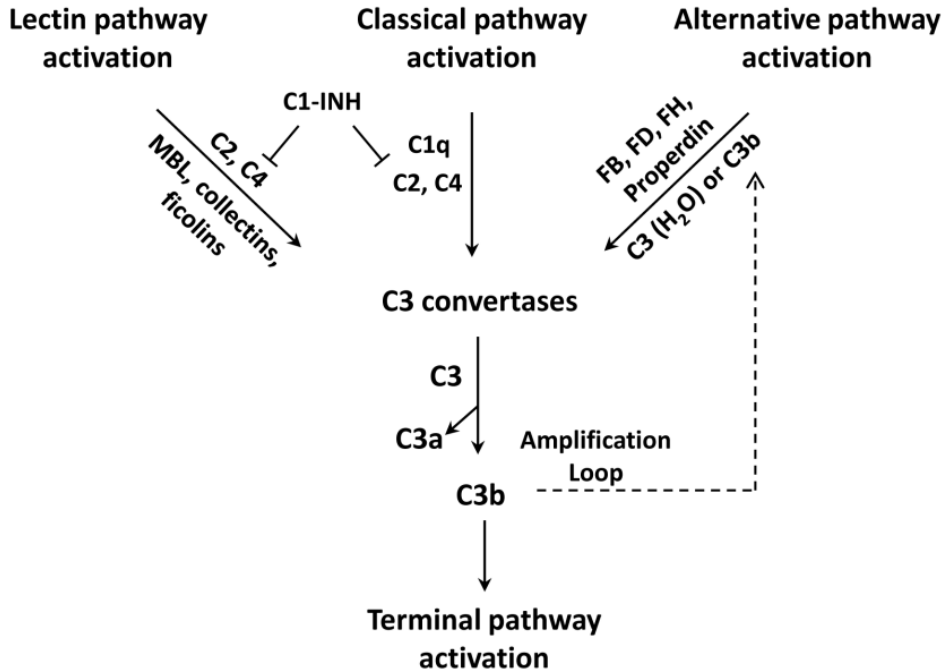 Lectin pathway
activation
Classical pathway
activation
Alternative pathway
activation
C1-INH
C2, C4
MBL, collectins,
ficolins
C1q
C2, C4
FB, FD, FH,
Properdin
C3 (H₂O) or C3b
C3 convertases
C3
C3a
Amplification
Loop
C3b
Terminal pathway
activation